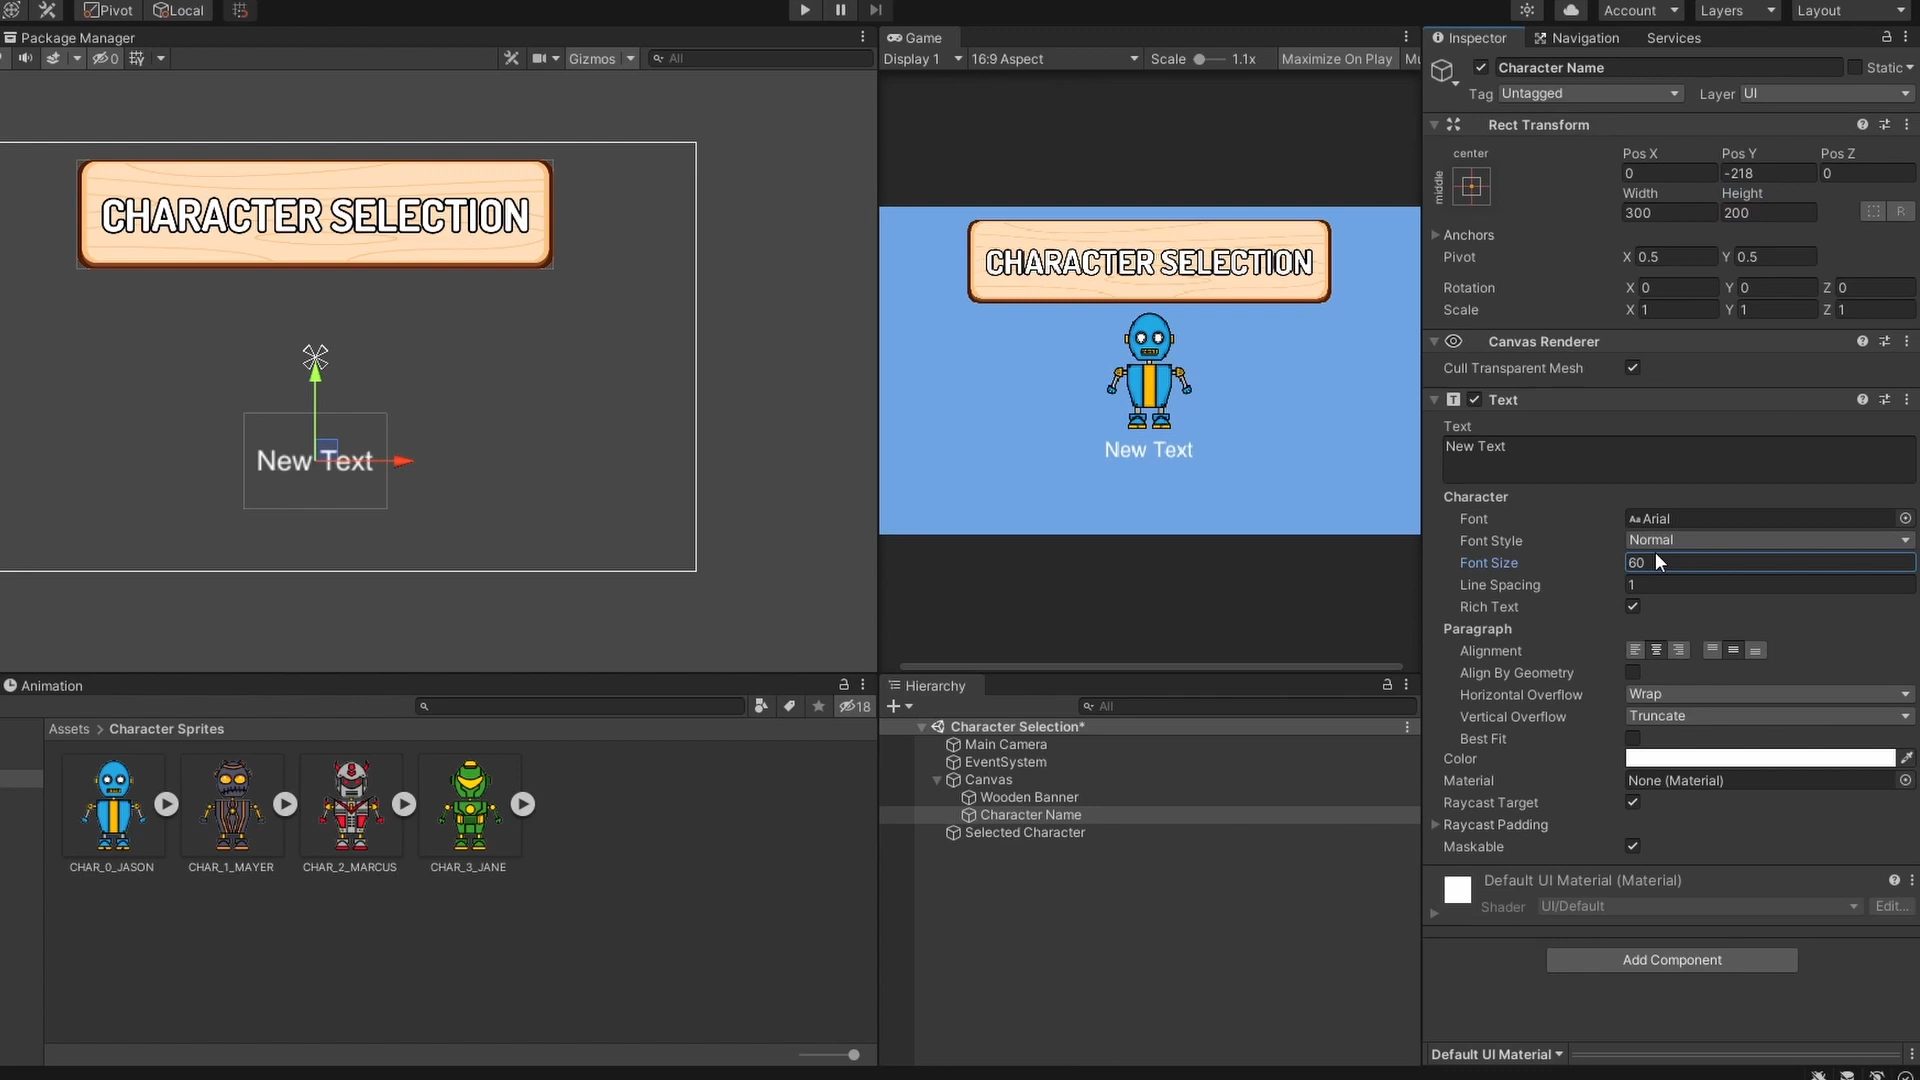 Pivot Local Account Layers Layout
Package Manager
0 Gizmos All
Game
Display 1 16:9 Aspect Scale 1.1x Maximize On Play Mu
CHARACTER SELECTION
New Text
CHARACTER SELECTION
New Text
Animation
18
Assets > Character Sprites
CHAR_0_JASON CHAR_1_MAYER CHAR_2_MARCUS CHAR_3_JANE
Hierarchy
All
Character Selection*
Main Camera
EventSystem
Canvas
Wooden Banner
Character Name
Selected Character
Inspector Navigation Services
Character Name Static
Tag Untagged Layer UI
Rect Transform
center
middle
Pos X Pos Y Pos Z
0 -218 0
Width Height
300 200
R
Anchors
Pivot X 0.5 Y 0.5
Rotation X 0 Y 0 Z 0
Scale X 1 Y 1 Z 1
Canvas Renderer
Cull Transparent Mesh
T Text
Text
New Text
Character
Font Aa Arial
Font Style Normal
Font Size 60
Line Spacing 1
Rich Text
Paragraph
Alignment
Align By Geometry
Horizontal Overflow Wrap
Vertical Overflow Truncate
Best Fit
Color
Material None (Material)
Raycast Target
Raycast Padding
Maskable
Default UI Material (Material)
Shader UI/Default Edit...
Add Component
Default UI Material